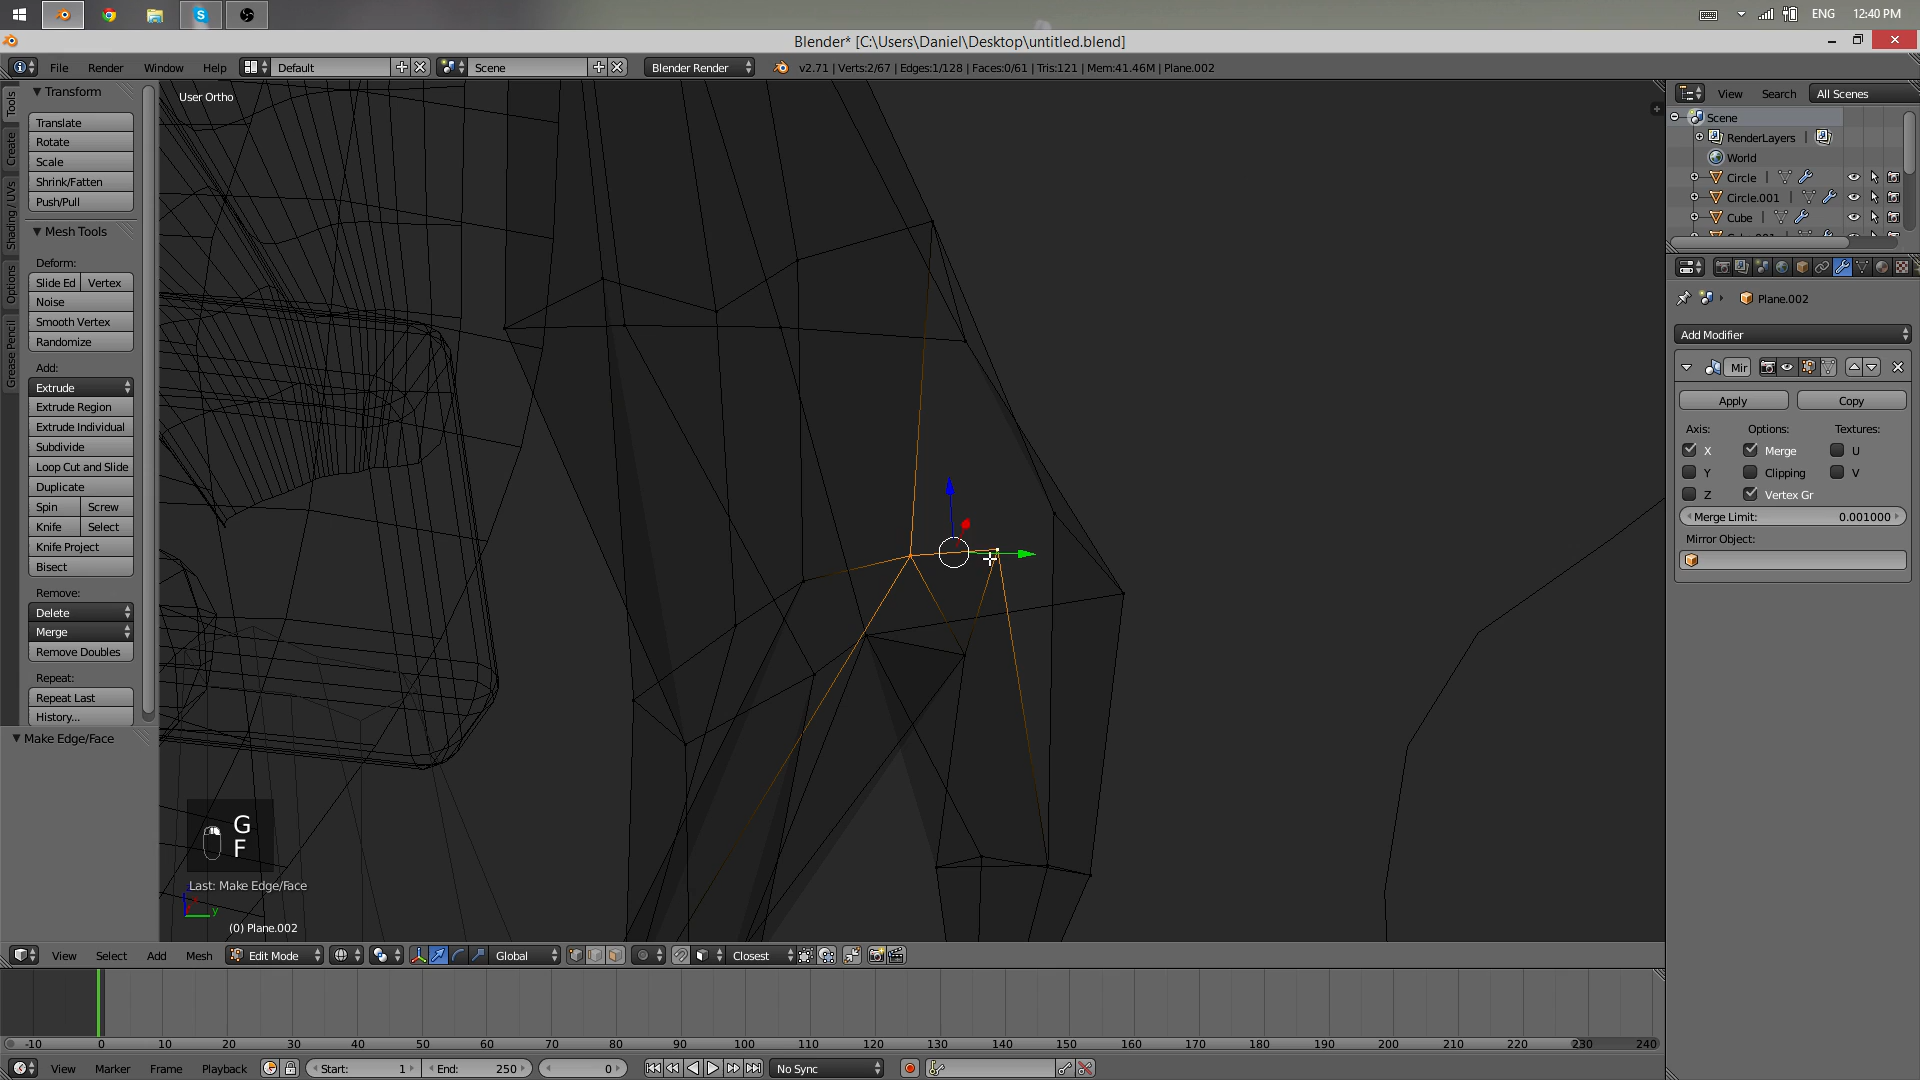 ENG 12:40 PM
Blender* [C:\Users\Daniel\Desktop\untitled.blend]
File Render Window Help Default Scene Blender Render v2.71 | Verts:2/67 | Edges:1/128 | Faces:0/61 | Tris:121 | Mem:41.46M | Plane.002
Tools
Create
Shading / UVs
Options
Grease Pencil
Transform
Translate
Rotate
Scale
Shrink/Fatten
Push/Pull
Mesh Tools
Deform:
Slide Ed Vertex
Noise
Smooth Vertex
Randomize
Add:
Extrude
Extrude Region
Extrude Individual
Subdivide
Loop Cut and Slide
Duplicate
Spin Screw
Knife Select
Knife Project
Bisect
Remove:
Delete
Merge
Remove Doubles
Repeat:
Repeat Last
History...
Make Edge/Face
User Ortho
G
F
Last: Make Edge/Face
y
(0) Plane.002
View Search All Scenes
Scene
RenderLayers |
World
Circle |
Circle.001 |
Cube |
Plane.002
Add Modifier
Mir
Apply Copy
Axis: Options: Textures:
X Merge U
Y Clipping V
Z Vertex Gr
Merge Limit: 0.001000
Mirror Object:
View Select Add Mesh Edit Mode Global Closest
-10 0 10 20 30 40 50 60 70 80 90 100 110 120 130 140 150 160 170 180 190 200 210 220 230 240
View Marker Frame Playback Start: 1 End: 250 0 No Sync